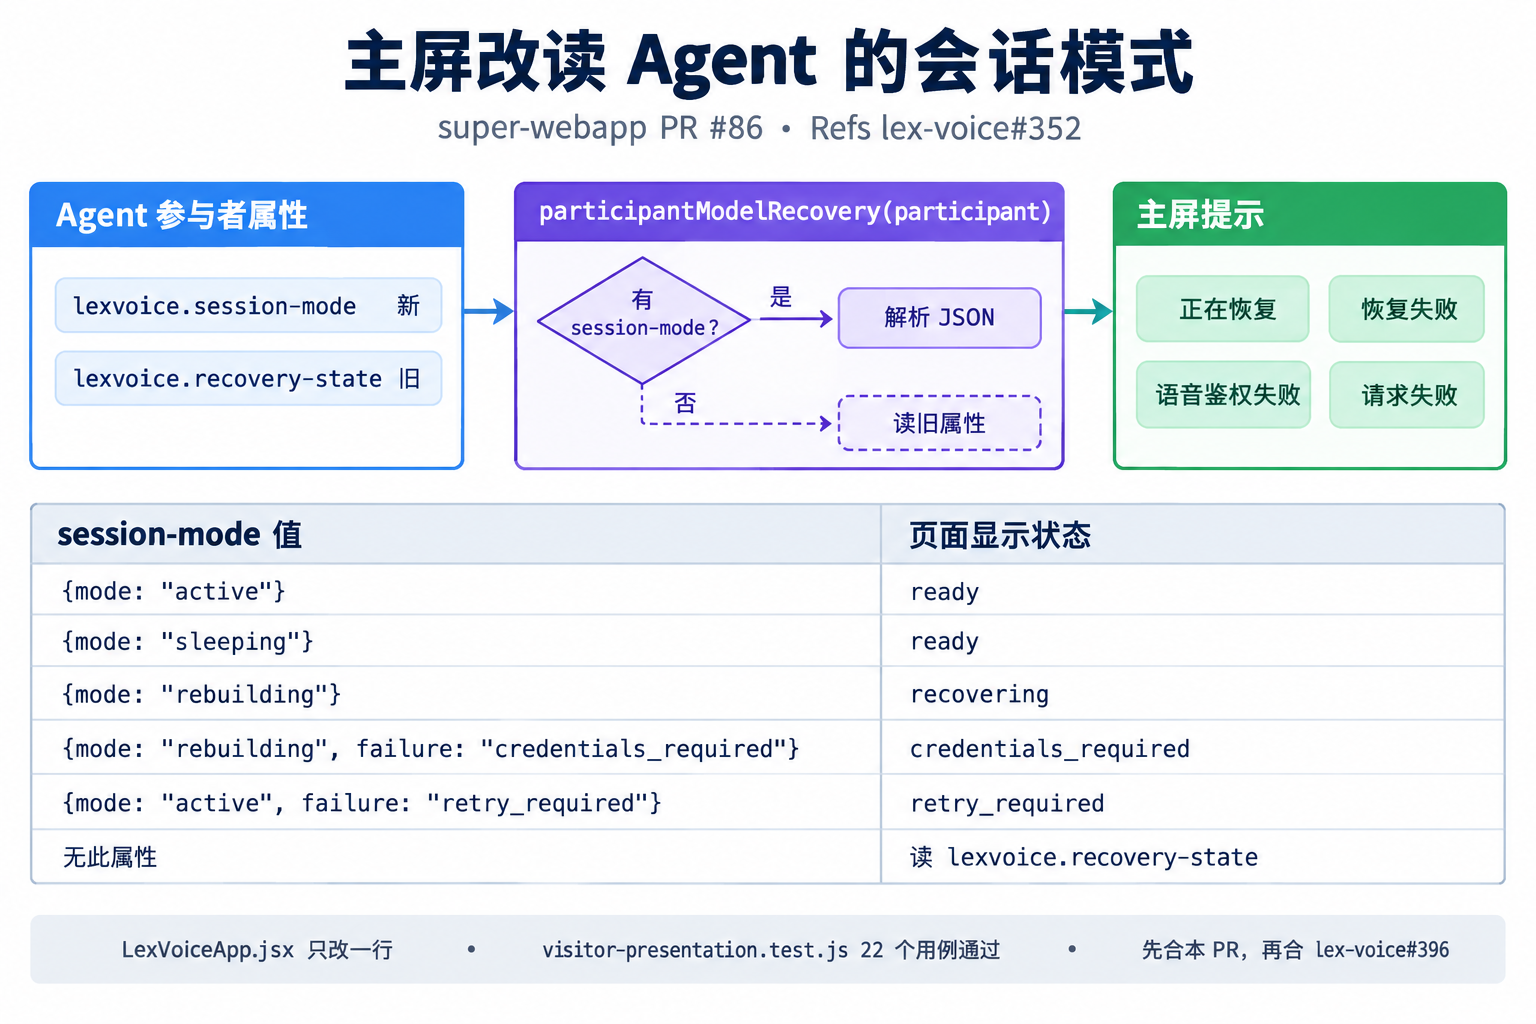 主屏改读 Agent 的会话模式
super-webapp PR #86 • Refs lex-voice#352
Agent 参与者属性
lexvoice.session-mode 新
lexvoice.recovery-state 旧
participantModelRecovery(participant)
有
session-mode?
是
解析 JSON
否
读旧属性
主屏提示
正在恢复
恢复失败
语音鉴权失败
请求失败
session-mode 值 页面显示状态
{mode: "active"} ready
{mode: "sleeping"} ready
{mode: "rebuilding"} recovering
{mode: "rebuilding", failure: "credentials_required"} credentials_required
{mode: "active", failure: "retry_required"} retry_required
无此属性 读 lexvoice.recovery-state
LexVoiceApp.jsx 只改一行 • visitor-presentation.test.js 22 个用例通过 • 先合本 PR，再合 lex-voice#396